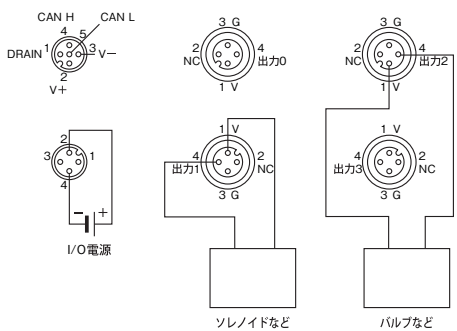 CAN H
CAN L
4
5
DRAIN
1
3
V−
2
V+
3 G
2
NC
4
出力0
1 V
3 G
2
NC
4
出力2
1 V
2
3
1
4
− +
I/O電源
1 V
4
出力1
2
NC
3 G
1 V
4
出力3
2
NC
3 G
ソレノイドなど
バルブなど